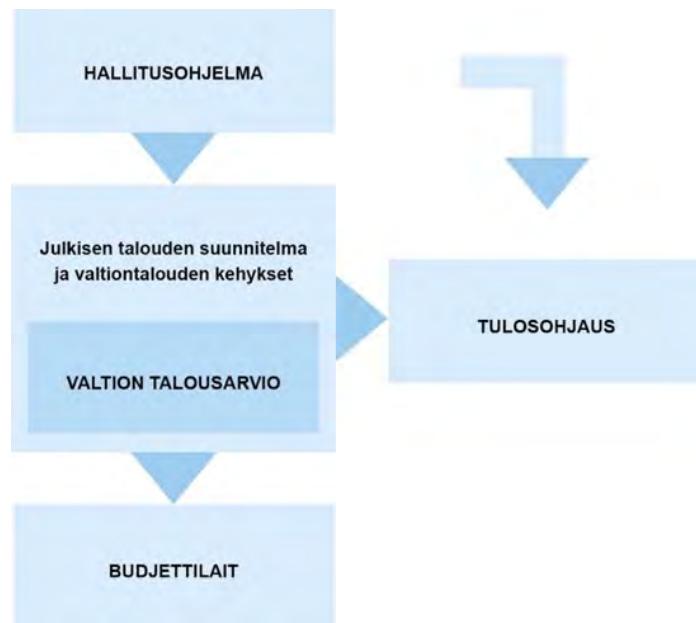 HALLITUSOHJELMA
Julkisen talouden suunnitelma
ja valtiontalouden kehykset
VALTION TALOUSARVIO
TULOSOHJAUS
BUDJETTILAIT